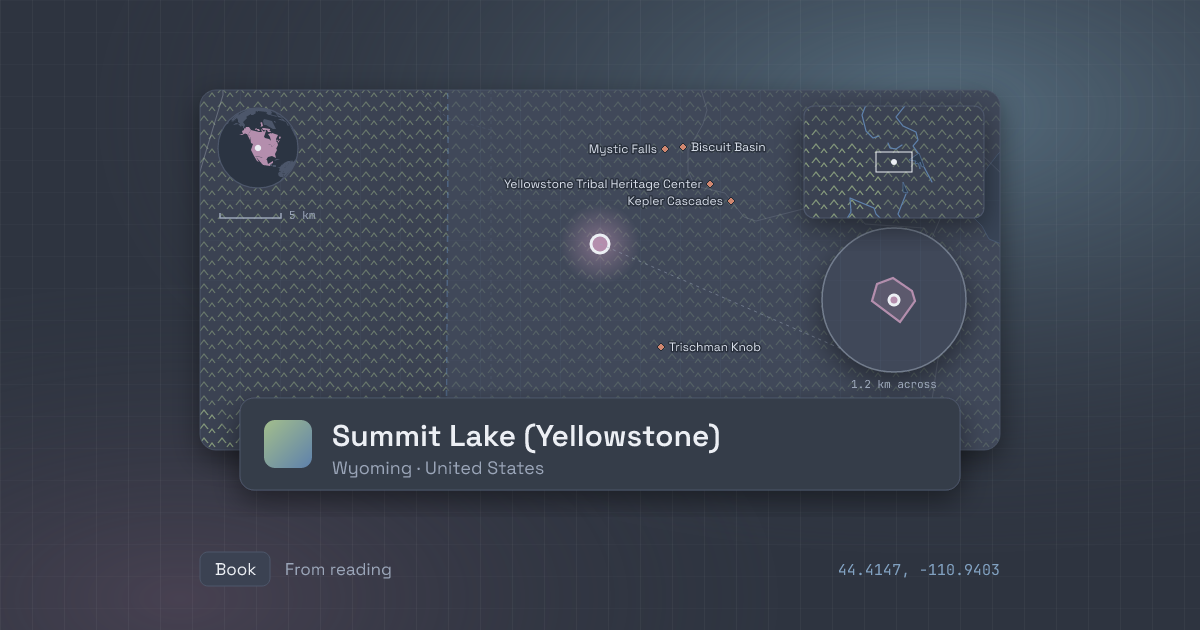 Mystic Falls
Biscuit Basin
Yellowstone Tribal Heritage Center
Kepler Cascades
5 km
Trischman Knob
1.2 km across
Summit Lake (Yellowstone)
Wyoming · United States
Book
From reading
44.4147, -110.9403